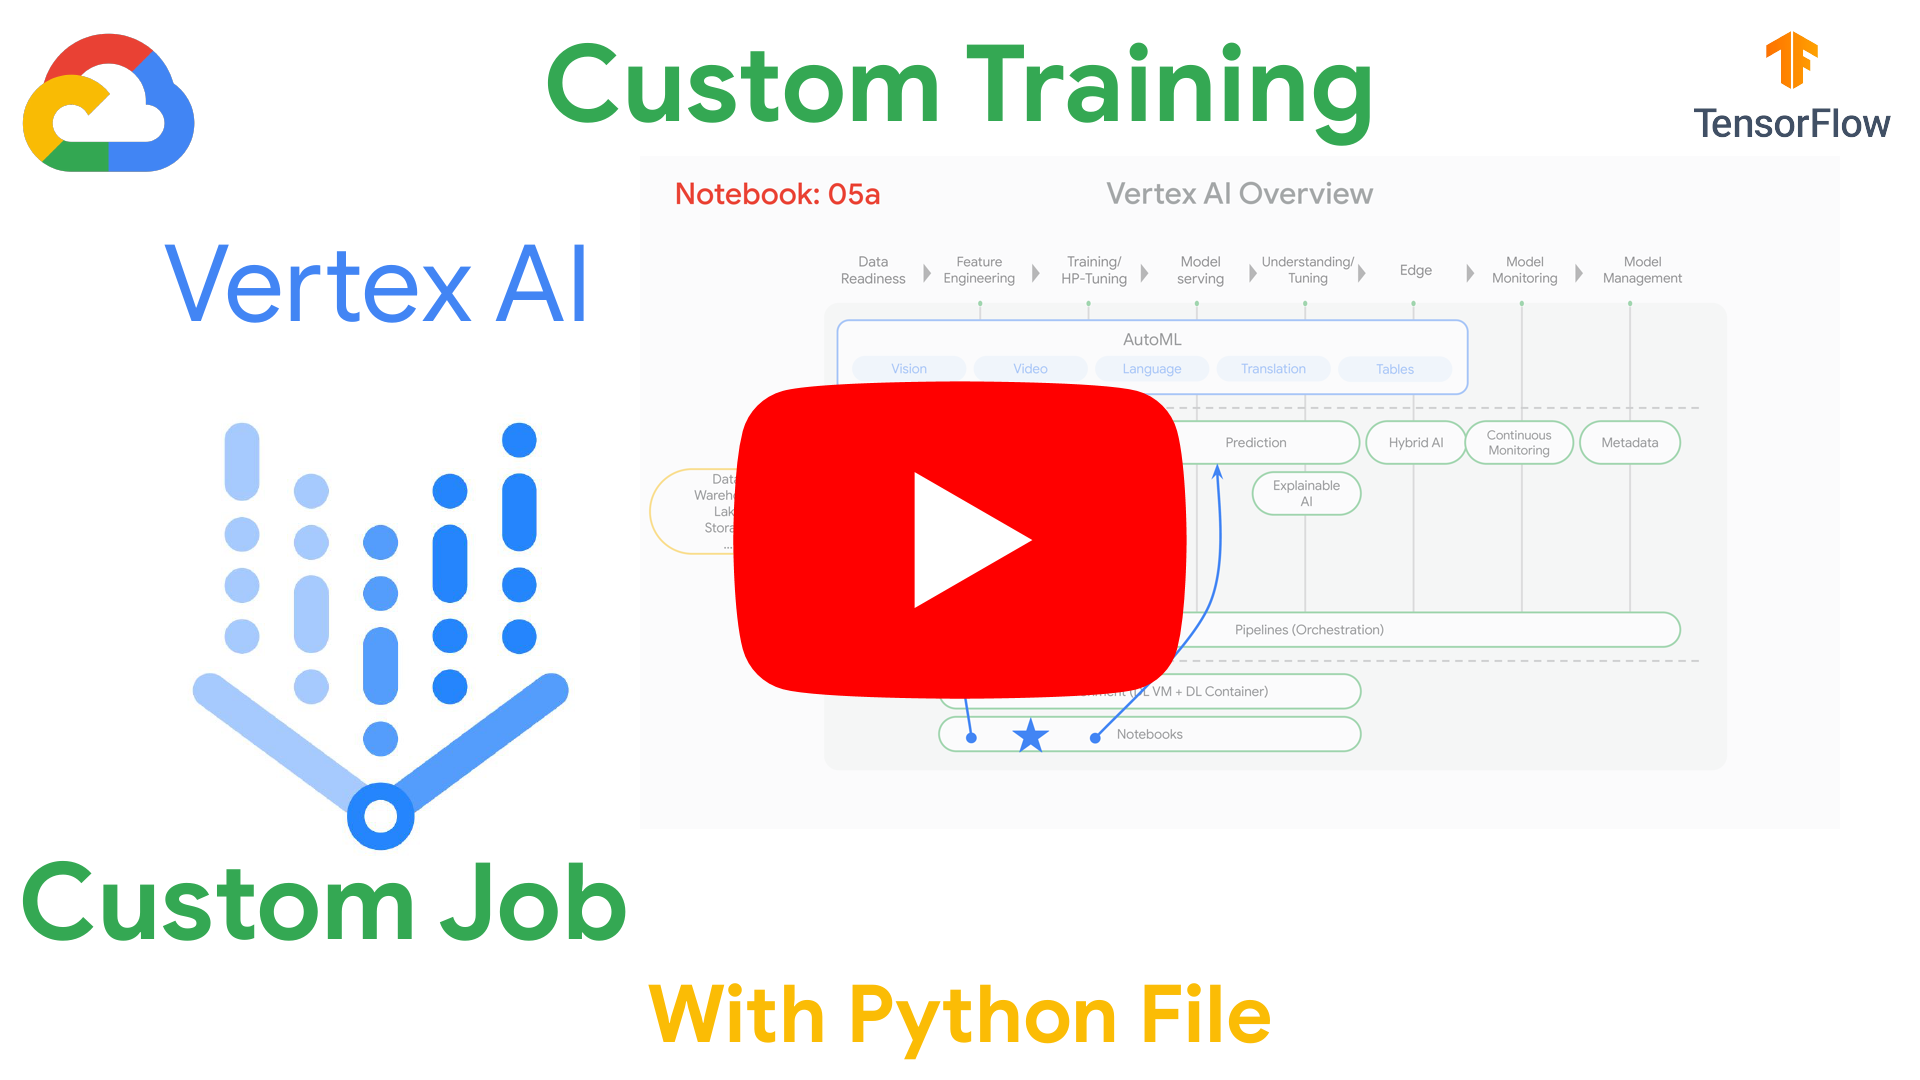 Custom Training
TensorFlow
Notebook: 05a
Vertex AI Overview
Vertex AI
Data
Readiness
Feature
Engineering
Training/
HP-Tuning
Model
serving
Understanding/
Tuning
Edge
Model
Monitoring
Model
Management
AutoML
Vision
Video
Language
Translation
Tables
Prediction
Hybrid AI
Continuous
Monitoring
Metadata
Explainable
AI
Data
...
Pipelines (Orchestration)
(DL VM + DL Container)
Notebooks
Custom Job
With Python File